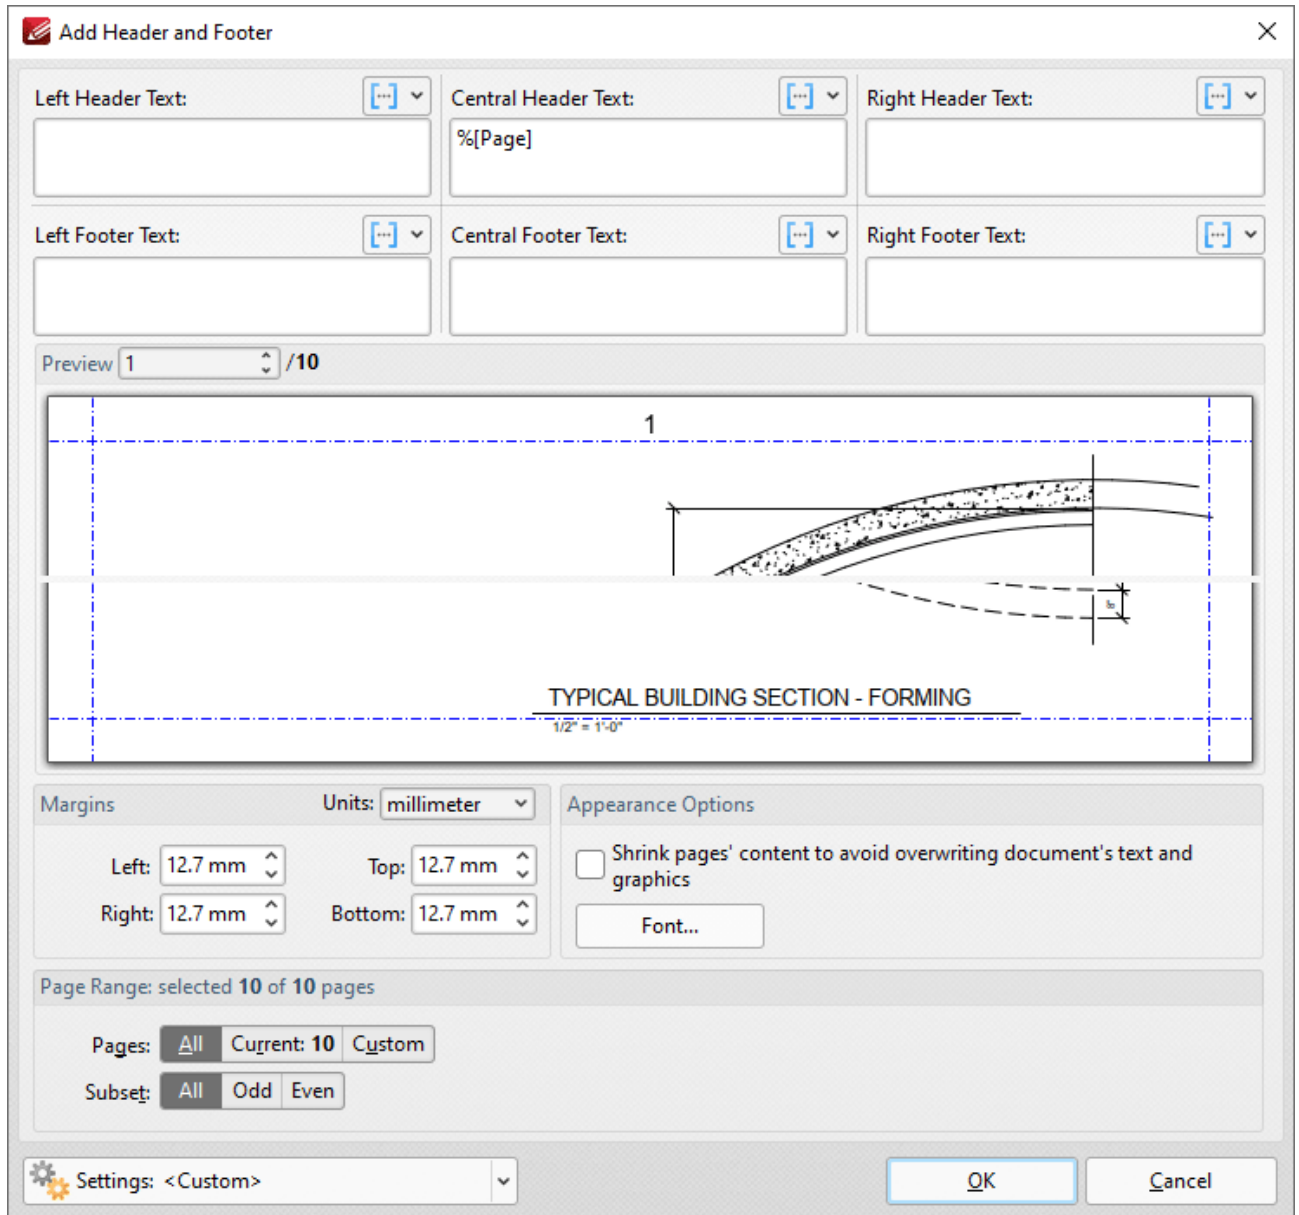 Add Header and Footer
Left Header Text:
Central Header Text:
Right Header Text:
%[Page]
Left Footer Text:
Central Footer Text:
Right Footer Text:
Preview 1 /10
1
TYPICAL BUILDING SECTION - FORMING
1/2" = 1'-0"
Margins
Units: millimeter
Left: 12.7 mm
Top: 12.7 mm
Right: 12.7 mm
Bottom: 12.7 mm
Appearance Options
Shrink pages' content to avoid overwriting document's text and
graphics
Font...
Page Range: selected 10 of 10 pages
Pages: All Current: 10 Custom
Subset: All Odd Even
Settings: <Custom>
OK
Cancel